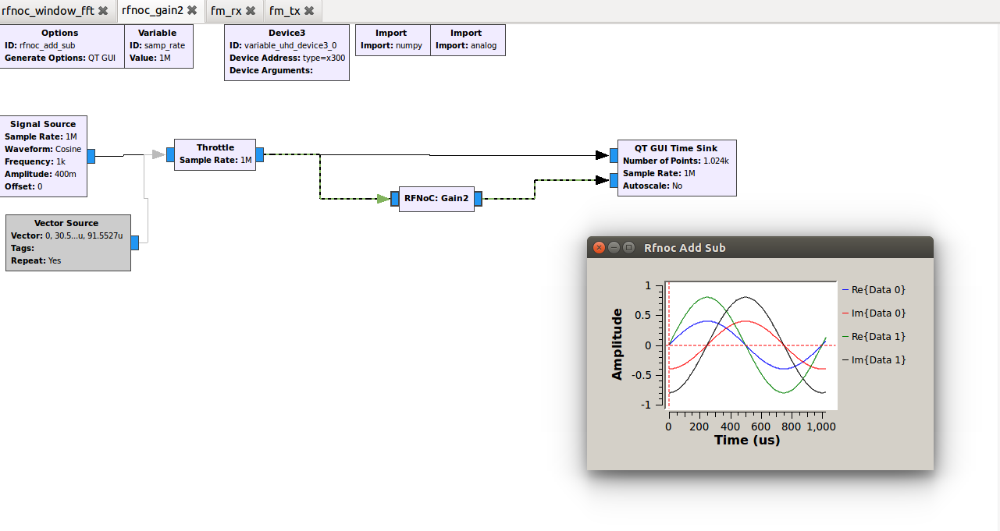 rfnoc_window_fft
rfnoc_gain2
fm_rx
fm_tx
Options
ID: rfnoc_add_sub
Generate Options: QT GUI
Variable
ID: samp_rate
Value: 1M
Device3
ID: variable_uhd_device3_0
Device Address: type=x300
Device Arguments:
Import
Import: numpy
Import
Import: analog
Signal Source
Sample Rate: 1M
Waveform: Cosine
Frequency: 1k
Amplitude: 400m
Offset: 0
Throttle
Sample Rate: 1M
QT GUI Time Sink
Number of Points: 1.024k
Sample Rate: 1M
Autoscale: No
RFNoC: Gain2
Vector Source
Vector: 0, 30.5...u, 91.5527u
Tags:
Repeat: Yes
Rfnoc Add Sub
Amplitude
1
0.5
0
-0.5
-1
0 200 400 600 800 1,000
Time (us)
Re{Data 0}
Im{Data 0}
Re{Data 1}
Im{Data 1}